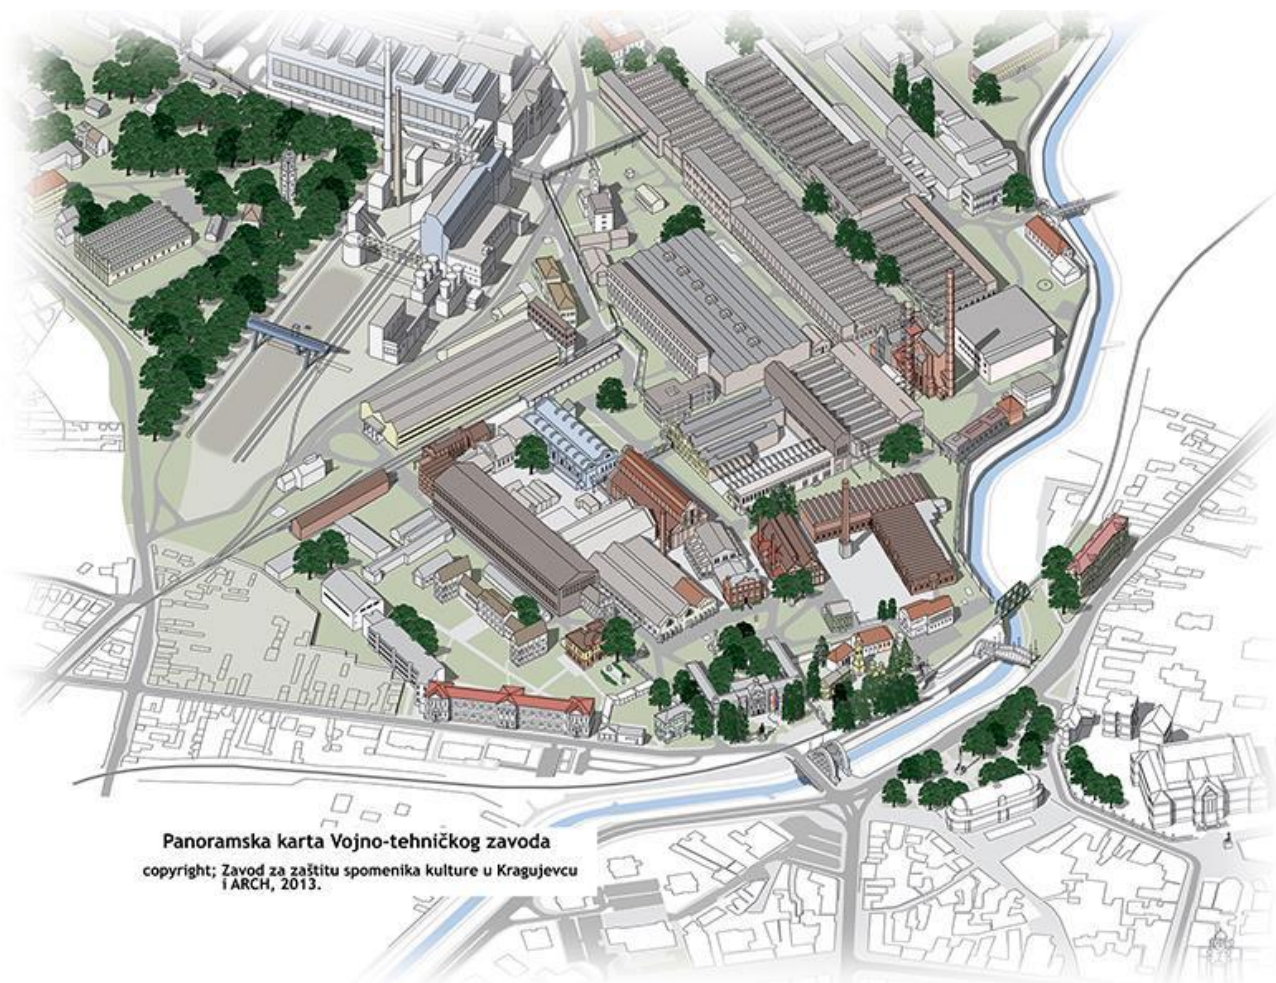 Panoramska karta Vojno-tehničkog zavoda
copyright; Zavod za zaštitu spomenika kulture u Kragujevcu
i ARCH, 2013.